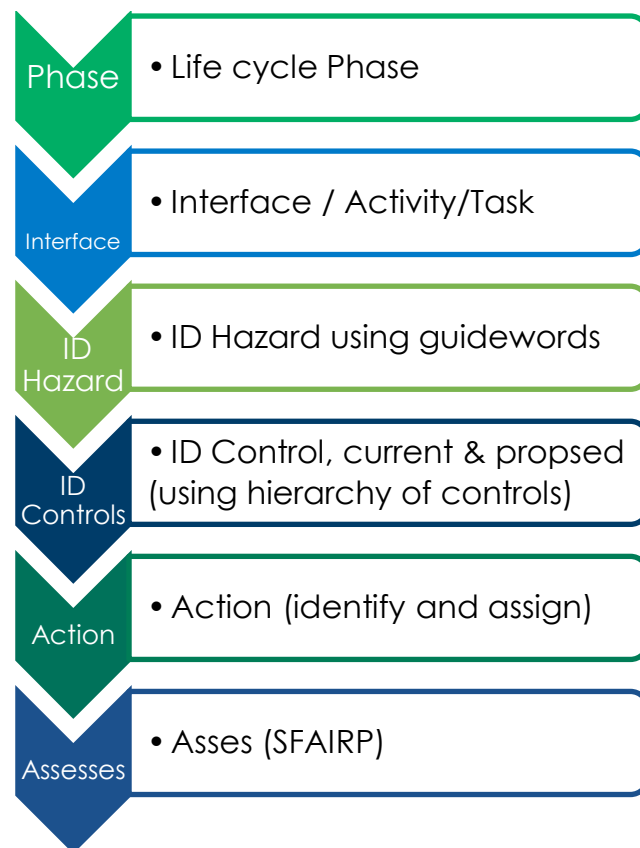 Phase
• Life cycle Phase
Interface
• Interface / Activity/Task
ID
Hazard
• ID Hazard using guidewords
ID
Controls
• ID Control, current & propsed
(using hierarchy of controls)
Action
• Action (identify and assign)
Assesses
• Asses (SFAIRP)